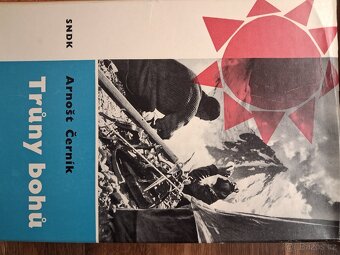 SNDK
Arnošt Černík
Trůny bohů